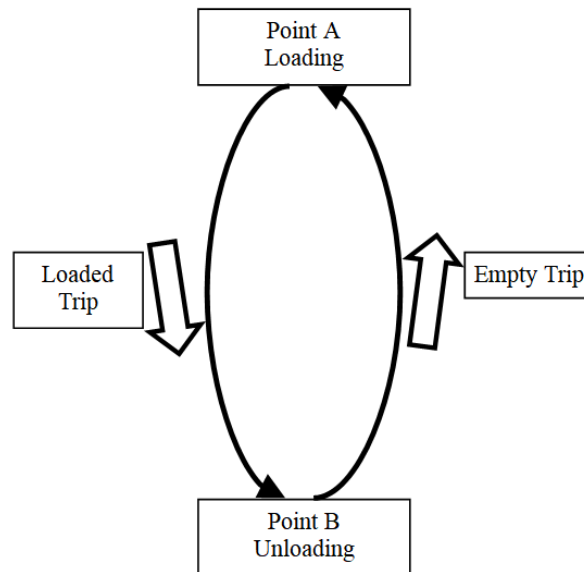 Point A
Loading
Loaded
Trip
Empty Trip
Point B
Unloading